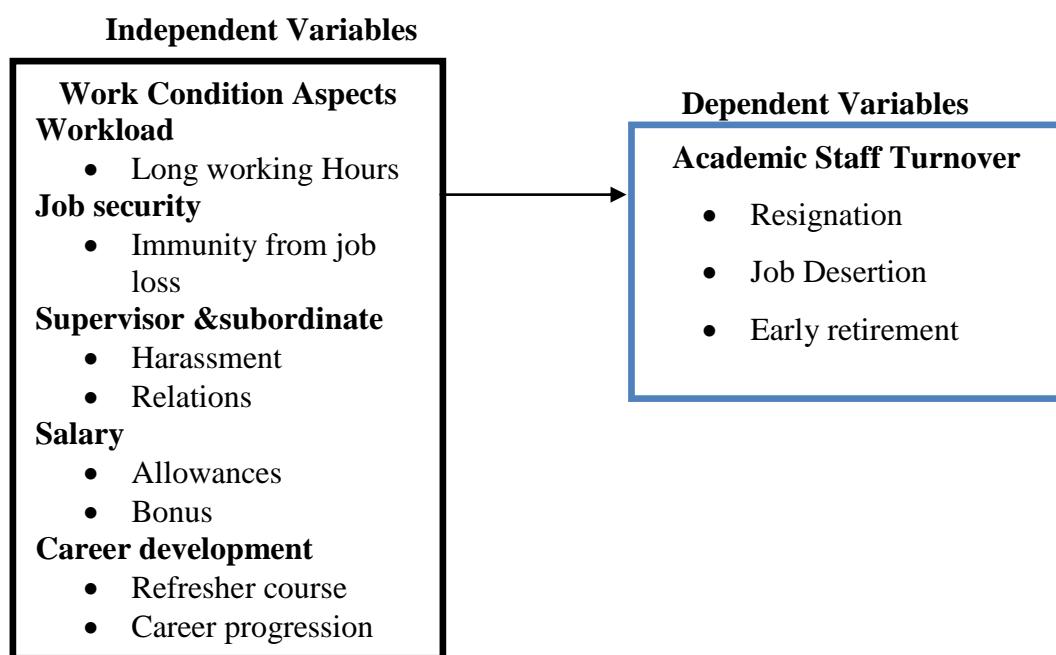 Independent Variables
Work Condition Aspects
Workload
• Long working Hours
Job security
• Immunity from job
loss
Supervisor &subordinate
• Harassment
• Relations
Salary
• Allowances
• Bonus
Career development
• Refresher course
• Career progression
Dependent Variables
Academic Staff Turnover
• Resignation
• Job Desertion
• Early retirement